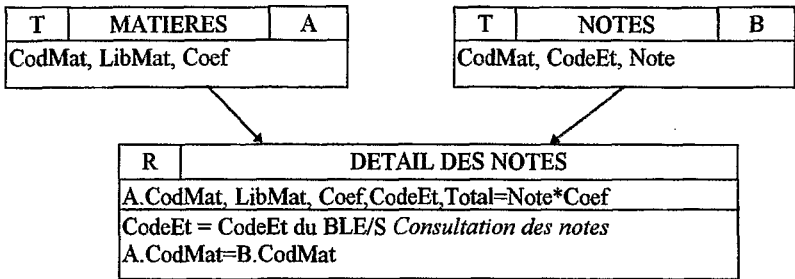 T MATIERES A
CodMat, LibMat, Coef
T NOTES B
CodMat, CodeEt, Note
R DETAIL DES NOTES
A.CodMat, LibMat, Coef,CodeEt,Total=Note*Coef
CodeEt = CodeEt du BLE/S Consultation des notes
A.CodMat=B.CodMat